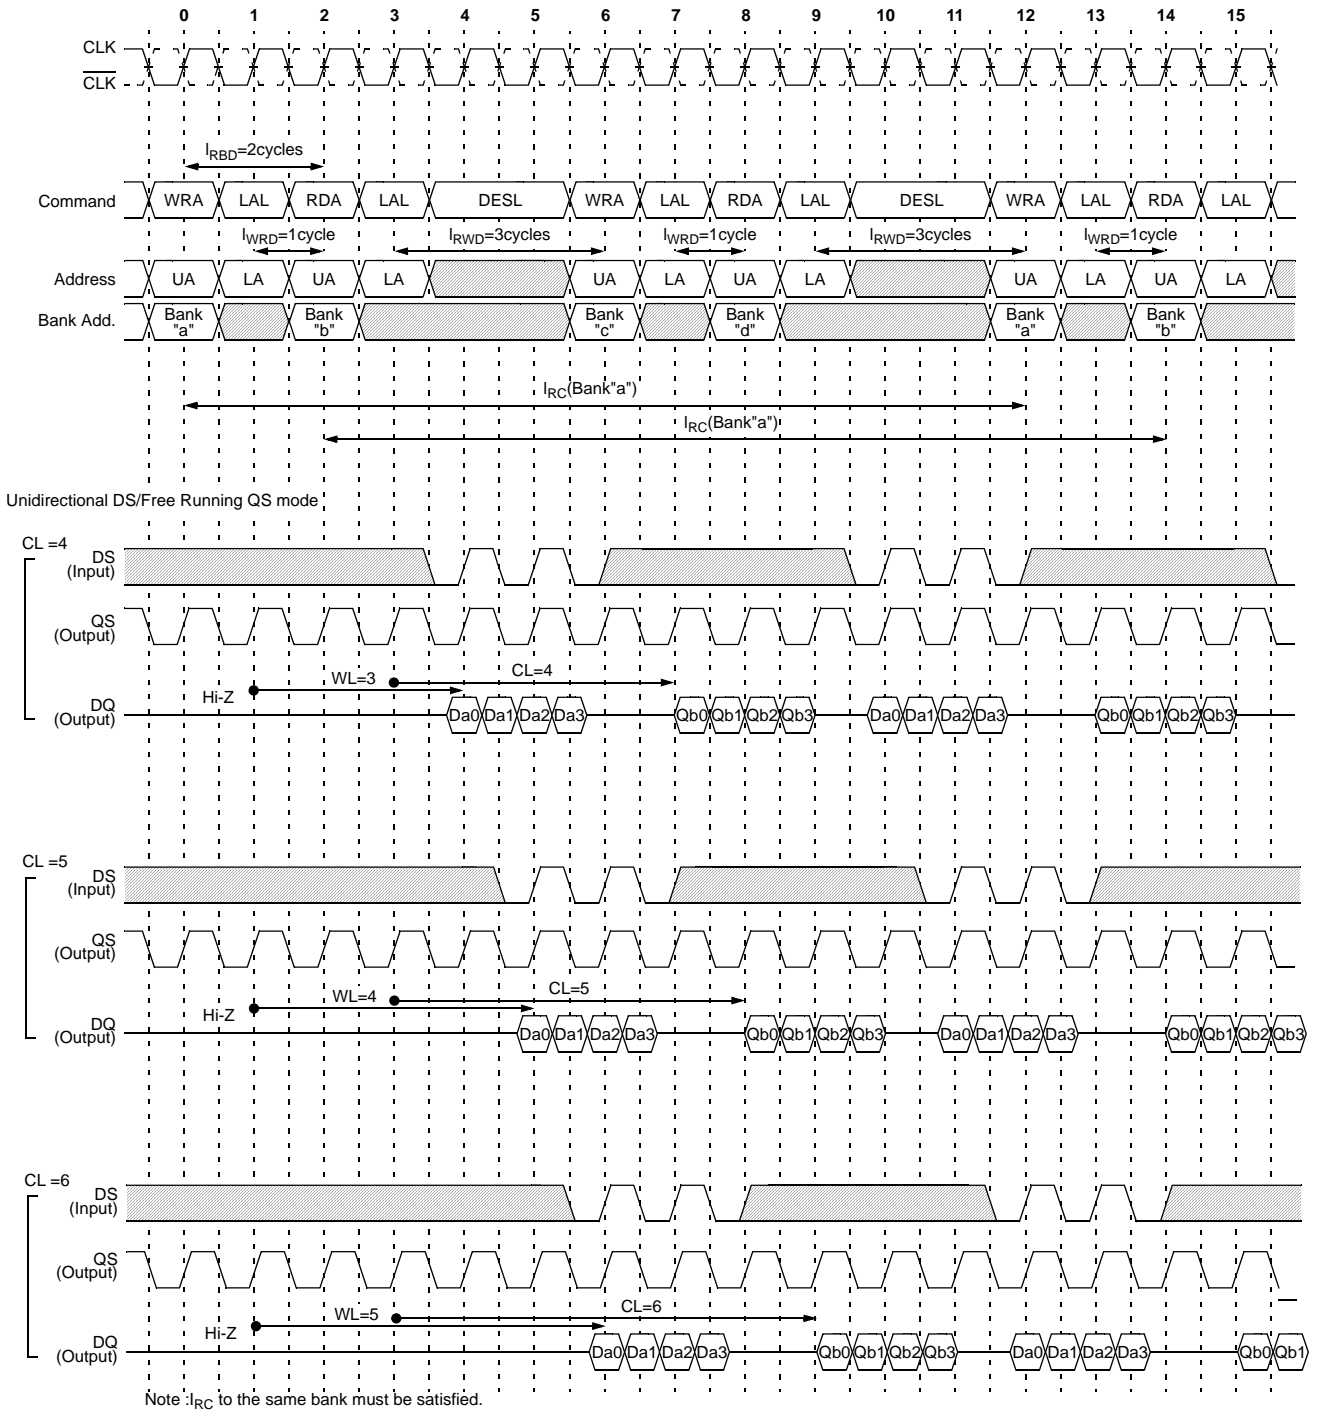 0 1 2 3 4 5 6 7 8 9 10 11 12 13 14 15
CLK
CLK
IRBD=2cycles
Command WRA LAL RDA LAL DESL WRA LAL RDA LAL DESL WRA LAL RDA LAL
IWRD=1cycle IRWD=3cycles IWRD=1cycle IRWD=3cycles IWRD=1cycle
Address UA LA UA LA UA LA UA LA UA LA UA LA
Bank Add. Bank "a" Bank "b" Bank "c" Bank "d" Bank "a" Bank "b"
IRC(Bank"a")
IRC(Bank"a")
Unidirectional DS/Free Running QS mode
CL =4
DS
(Input)
QS
(Output)
WL=3 CL=4
Hi-Z
DQ
(Output)
Da0 Da1 Da2 Da3 Qb0 Qb1 Qb2 Qb3 Da0 Da1 Da2 Da3 Qb0 Qb1 Qb2 Qb3
CL =5
DS
(Input)
QS
(Output)
WL=4 CL=5
Hi-Z
DQ
(Output)
Da0 Da1 Da2 Da3 Qb0 Qb1 Qb2 Qb3 Da0 Da1 Da2 Da3 Qb0 Qb1 Qb2 Qb3
CL =6
DS
(Input)
QS
(Output)
WL=5 CL=6
Hi-Z
DQ
(Output)
Da0 Da1 Da2 Da3 Qb0 Qb1 Qb2 Qb3 Da0 Da1 Da2 Da3 Qb0 Qb1
Note :IRC to the same bank must be satisfied.